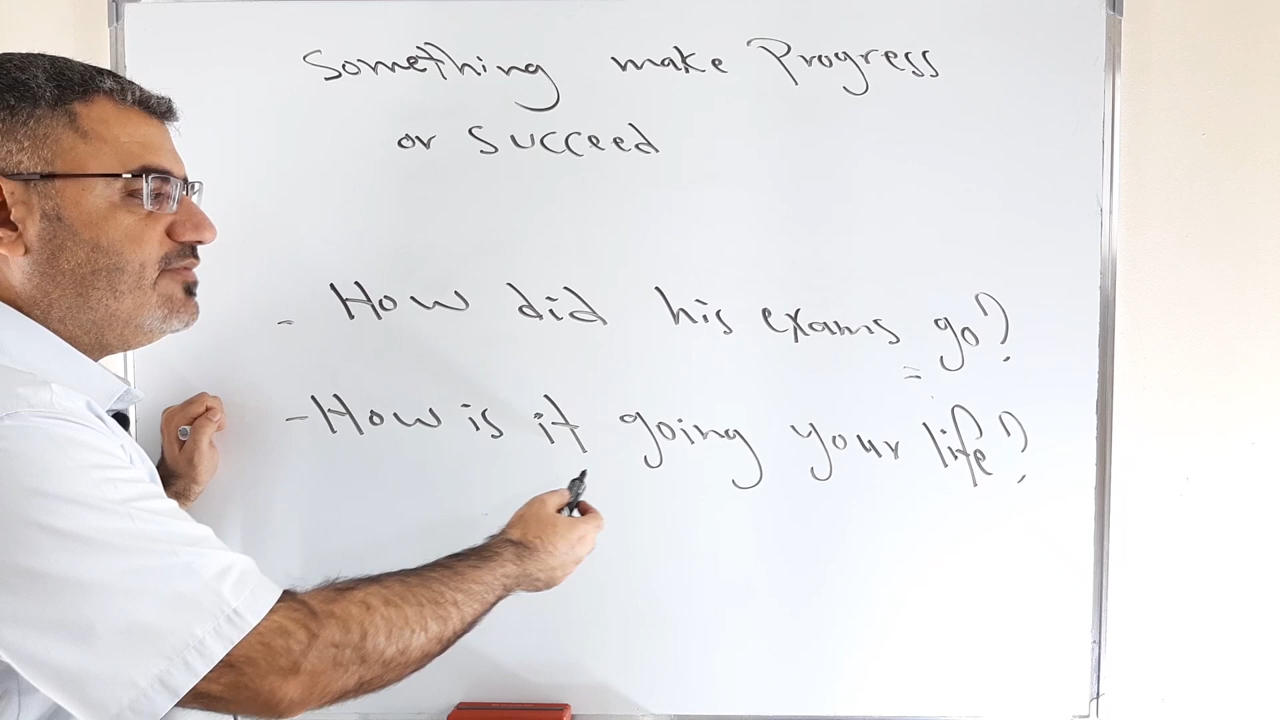 Something make Progress
or Succeed
- How did his exams go?
- How is it going your life?